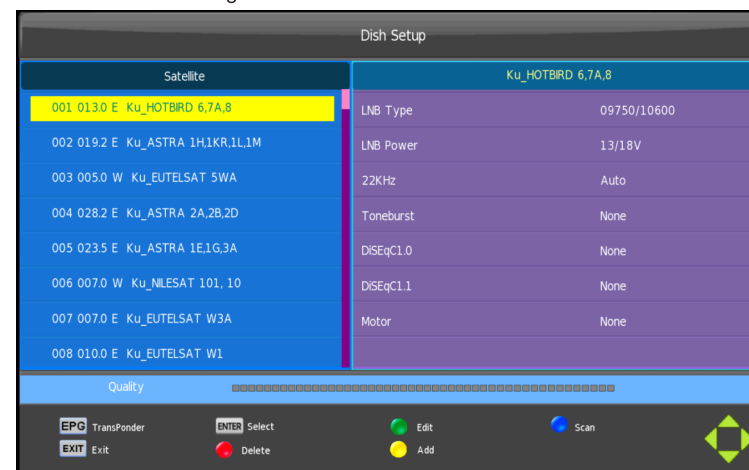 Dish Setup
Satellite
Ku_HOTBIRD 6,7A,8
001 013.0 E Ku_HOTBIRD 6,7A,8
LNB Type 09750/10600
002 019.2 E Ku_ASTRA 1H,1KR,1L,1M
LNB Power 13/18V
003 005.0 W Ku_EUTELSAT 5WA
22KHz Auto
004 028.2 E Ku_ASTRA 2A,2B,2D
Toneburst None
005 023.5 E Ku_ASTRA 1E,1G,3A
DiSEqC1.0 None
006 007.0 W Ku_NILESAT 101, 10
DiSEqC1.1 None
007 007.0 E Ku_EUTELSAT W3A
Motor None
008 010.0 E Ku_EUTELSAT W1
Quality
EPG TransPonder ENTER Select Edit Scan
EXIT Exit Delete Add